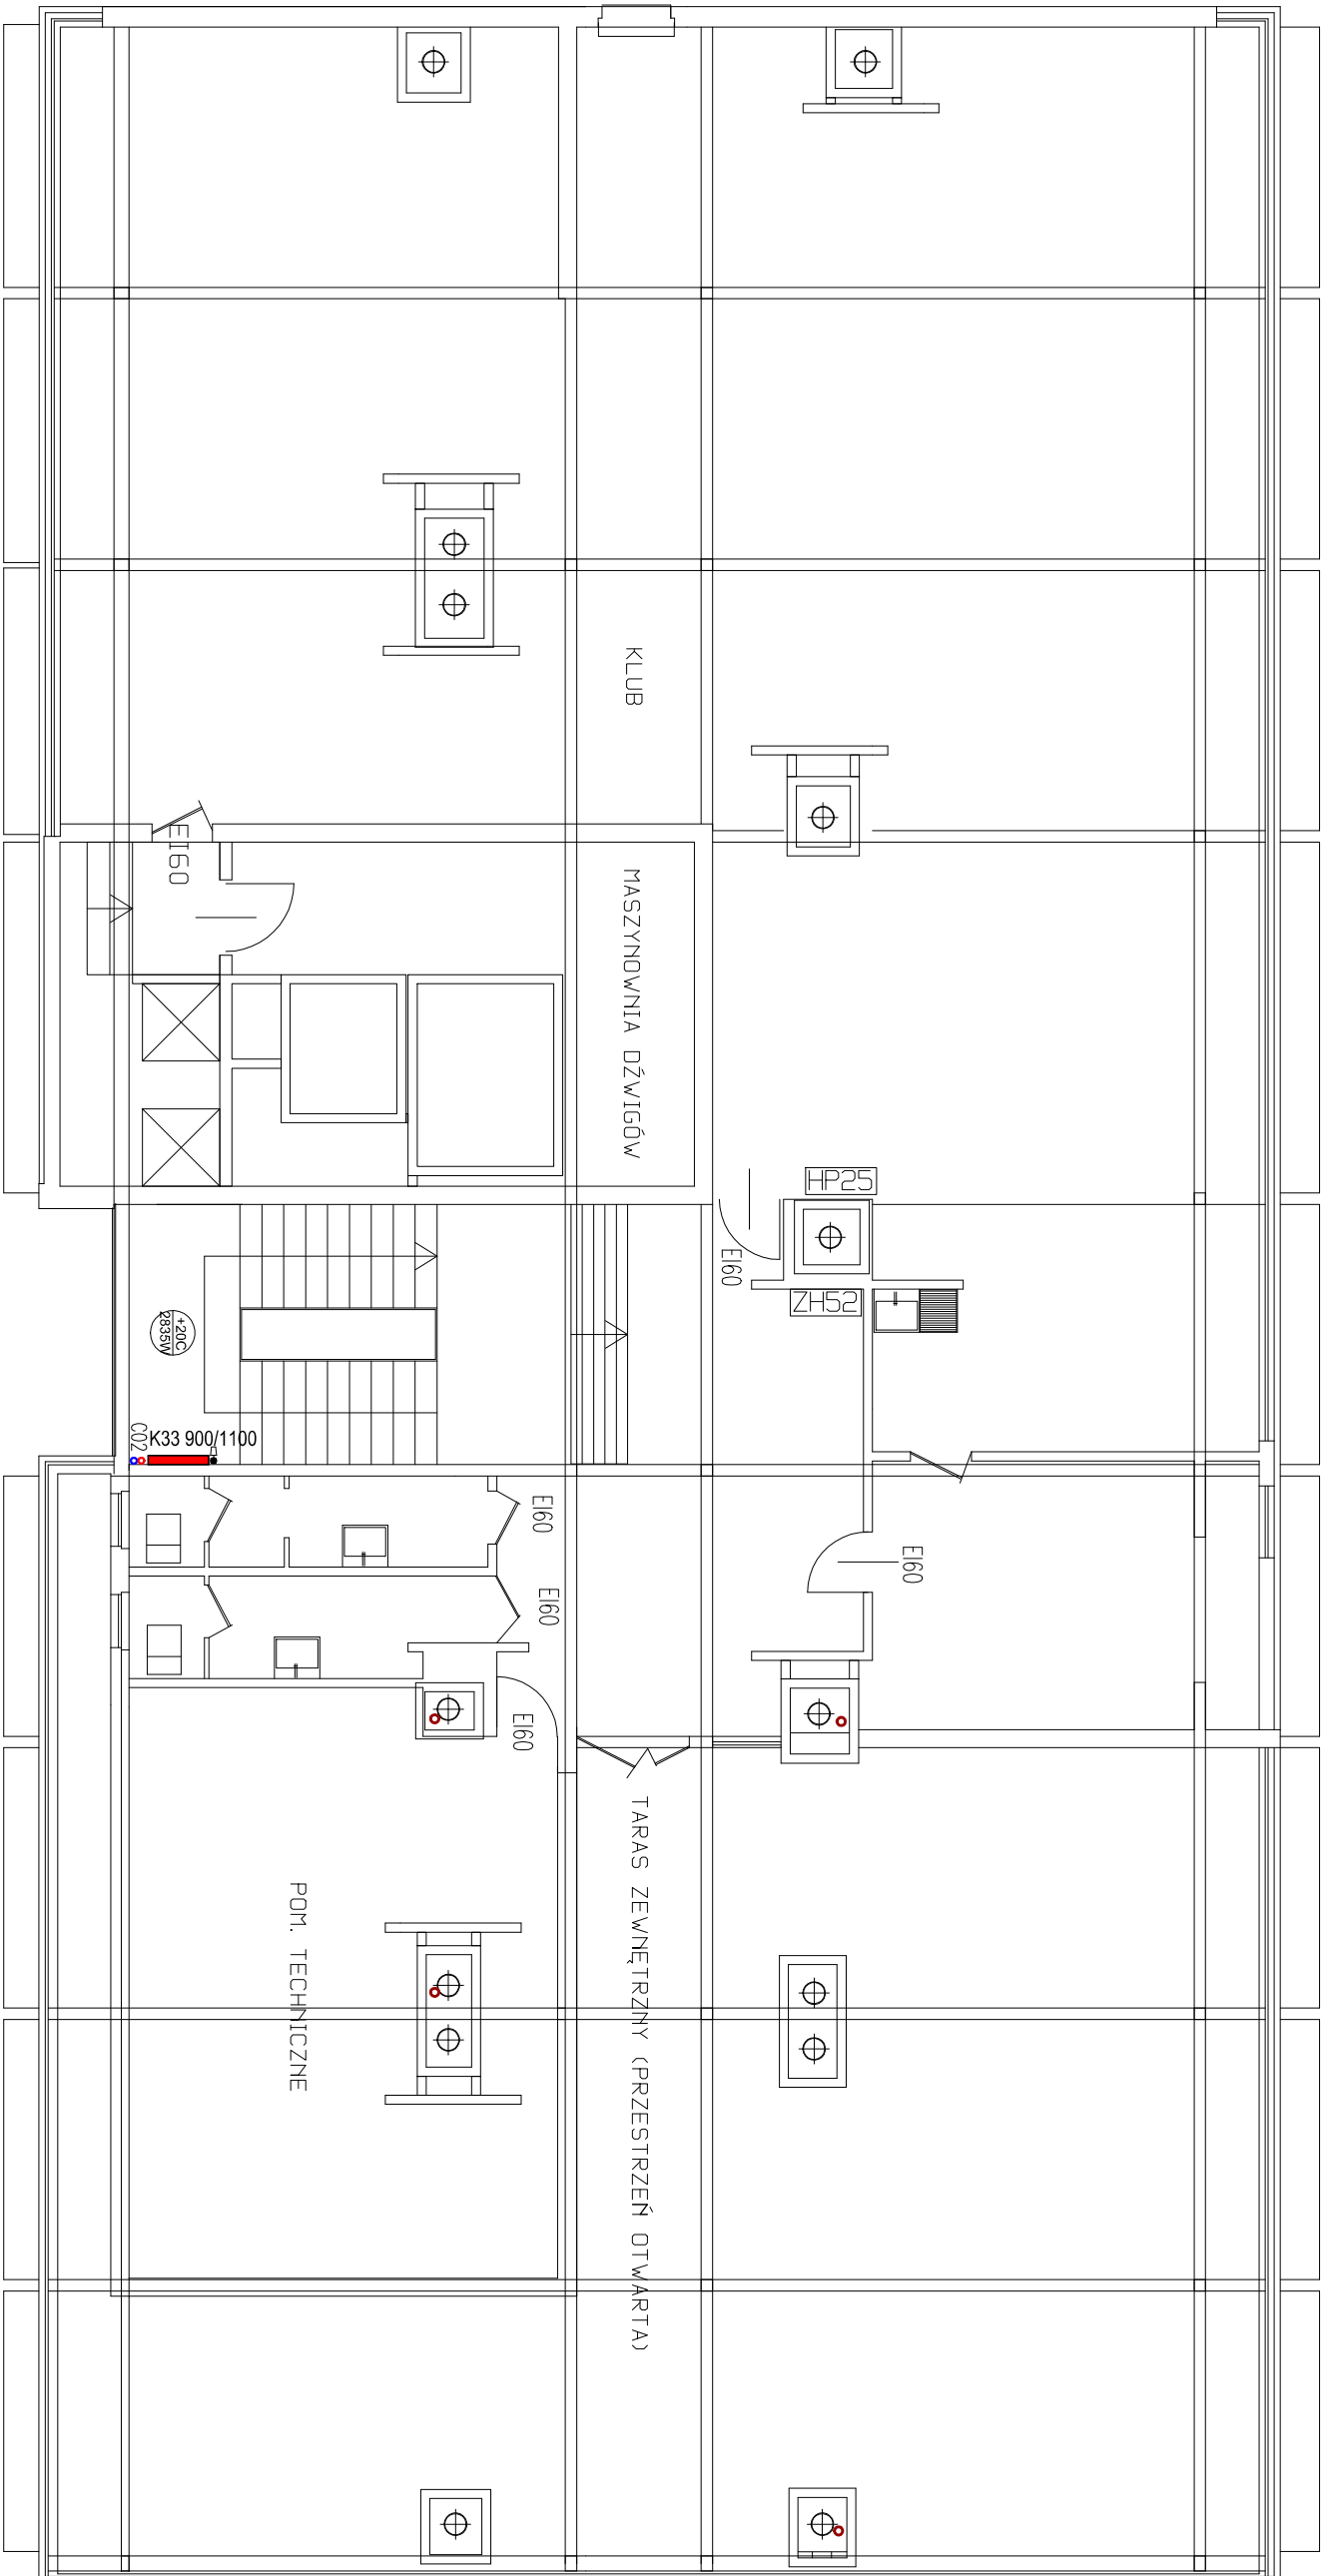 KLUB
EI60
MASZYNOWNIA DŹWIGÓW
HP25
EI60
ZH52
+20C
2835W
C02
K33 900/1100
EI60
EI60
EI60
EI60
TARAS ZEWNĘTRZNY (PRZESTRZEŃ OTWARTA)
POM. TECHNICZNE